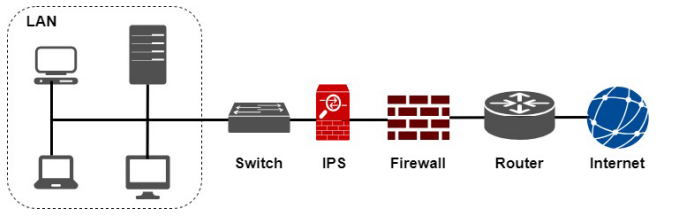 LAN
Switch
IPS
Firewall
Router
Internet